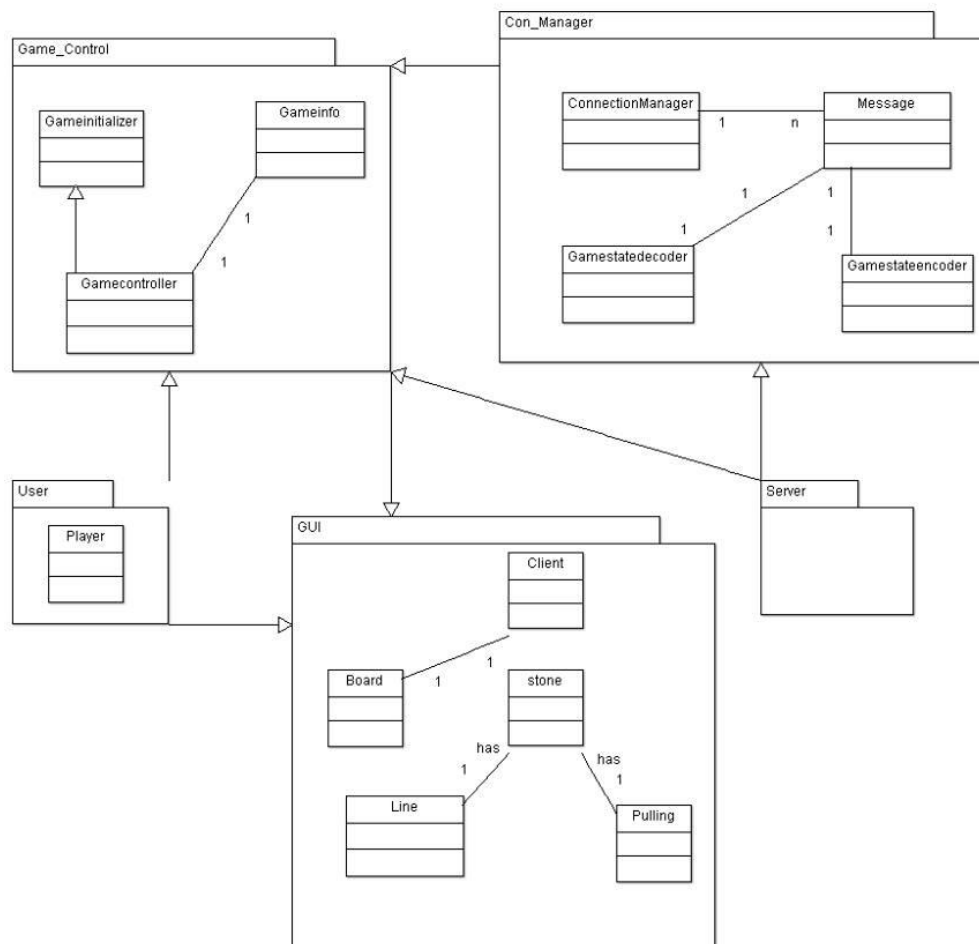 Game_Control
Gameinitializer
Gameinfo
1
1
Gamecontroller
Con_Manager
ConnectionManager
Message
1
n
1
1
1
1
Gamestatedecoder
Gamestateencoder
User
Player
GUI
Client
1
1
Board
stone
has
1
has
1
Line
Pulling
Server